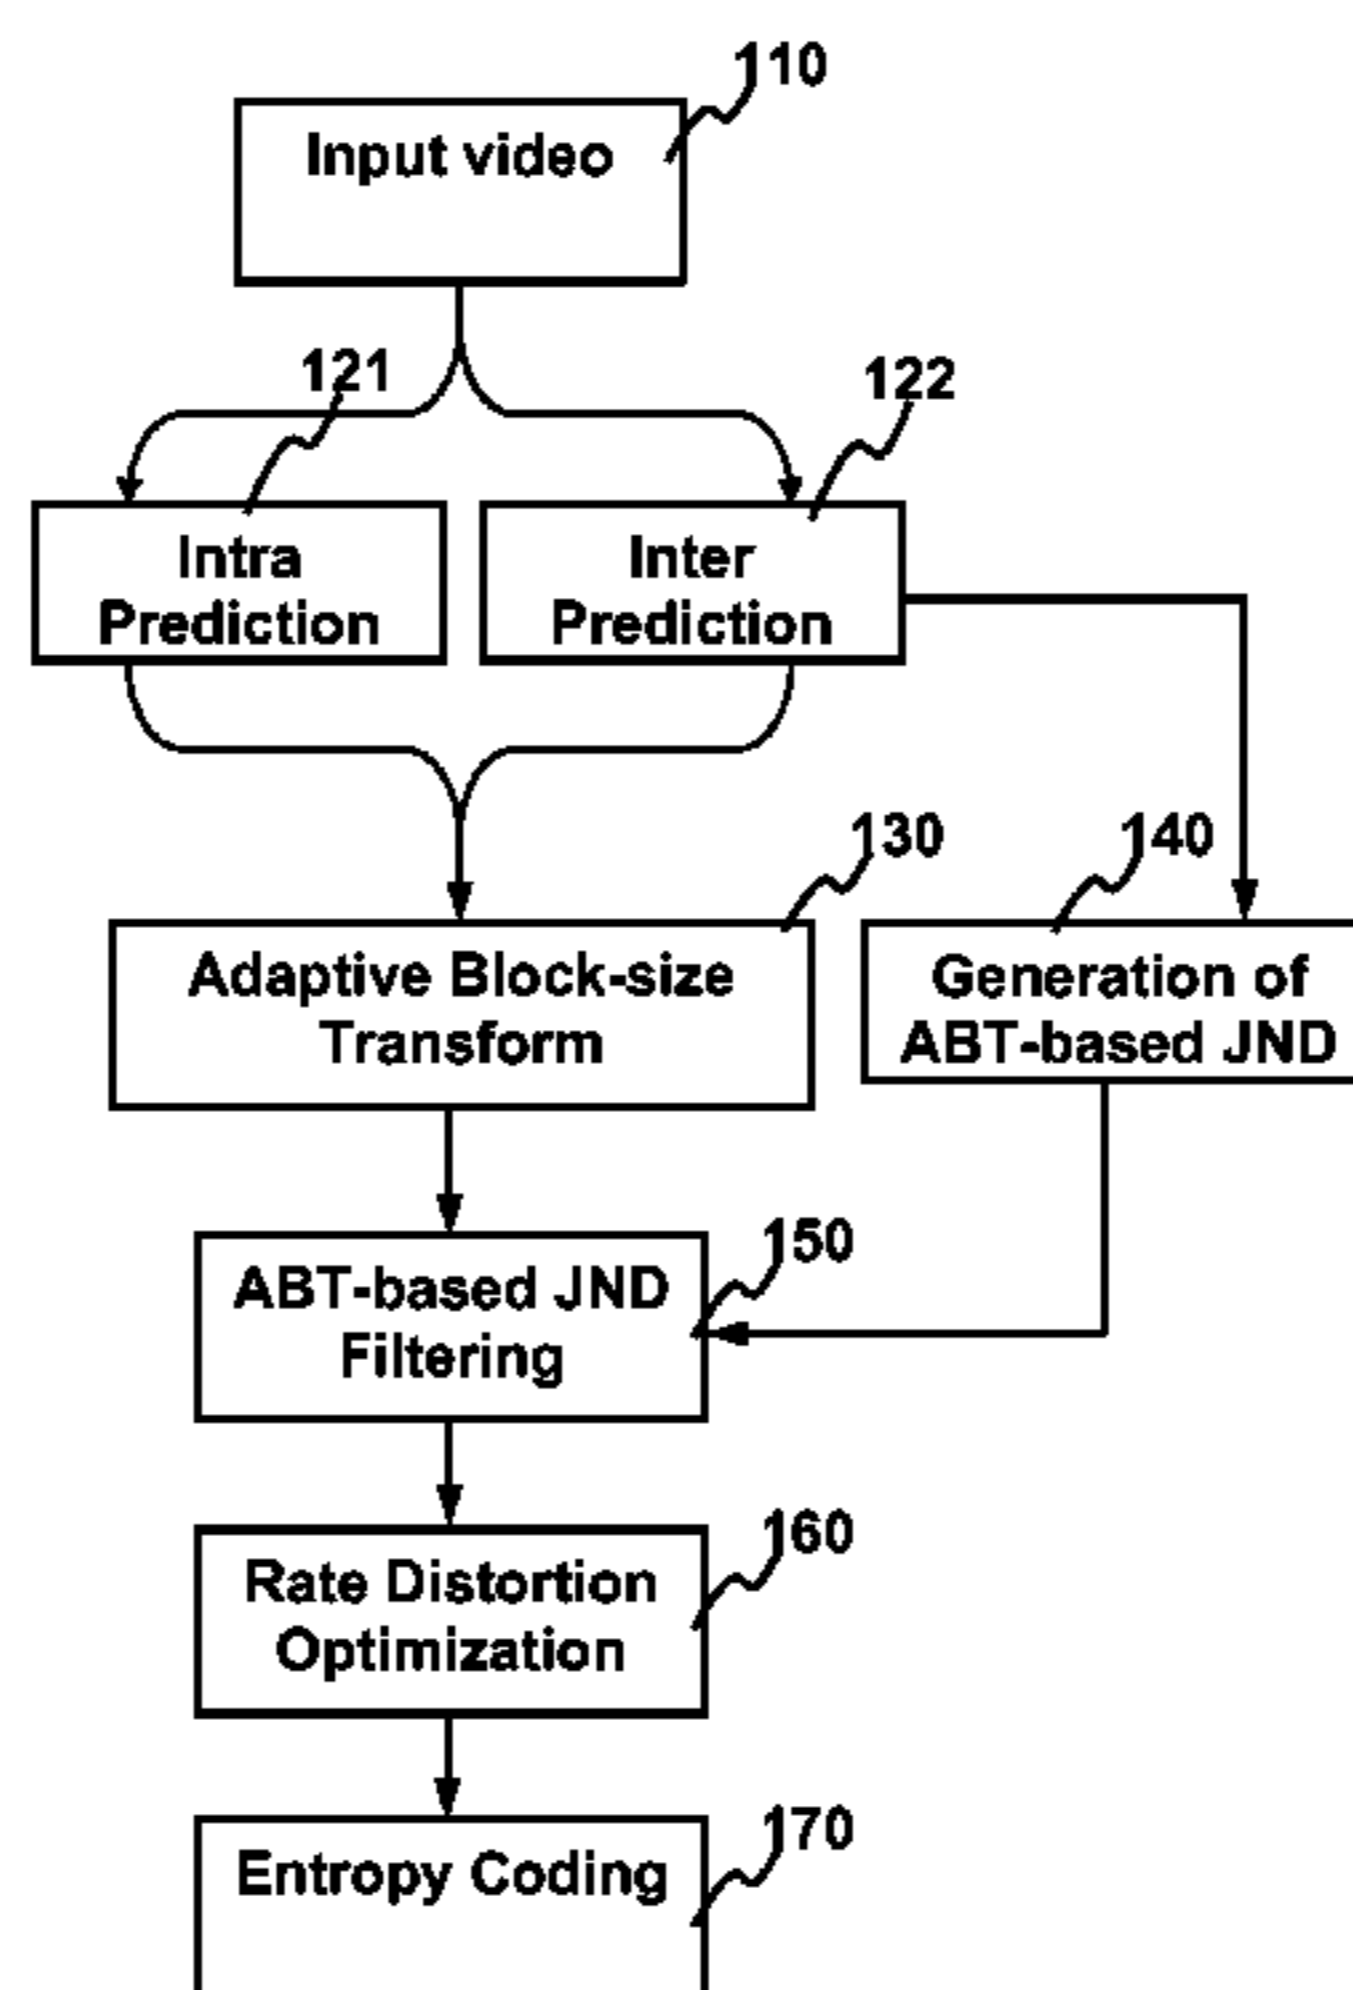 110
Input video
121
122
Intra
Prediction
Inter
Prediction
130
140
Adaptive Block-size
Transform
Generation of
ABT-based JND
150
ABT-based JND
Filtering
160
Rate Distortion
Optimization
170
Entropy Coding